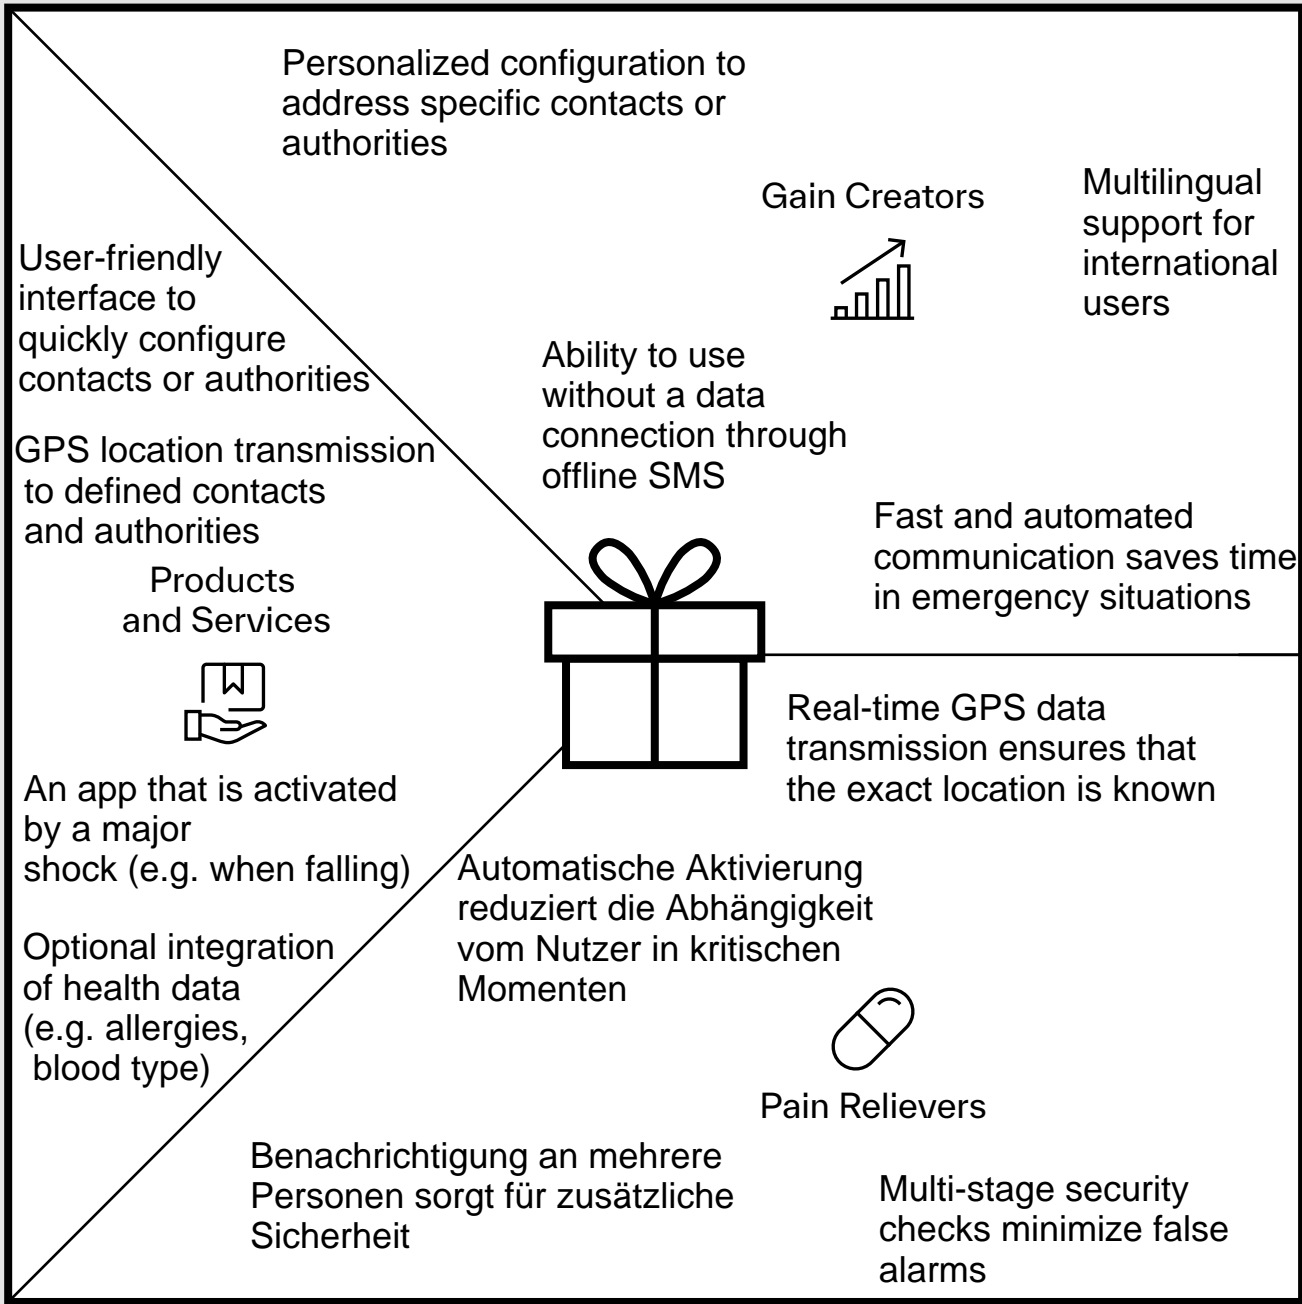 Personalized configuration to
address specific contacts or
authorities
Gain Creators
Multilingual
support for
international
users
Ability to use
without a data
connection through
offline SMS
Fast and automated
communication saves time
in emergency situations
User-friendly
interface to
quickly configure
contacts or authorities
GPS location transmission
to defined contacts
and authorities
Products
and Services
An app that is activated
by a major
shock (e.g. when falling)
Optional integration
of health data
(e.g. allergies,
blood type)
Real-time GPS data
transmission ensures that
the exact location is known
Automatische Aktivierung
reduziert die Abhängigkeit
vom Nutzer in kritischen
Momenten
Pain Relievers
Benachrichtigung an mehrere
Personen sorgt für zusätzliche
Sicherheit
Multi-stage security
checks minimize false
alarms